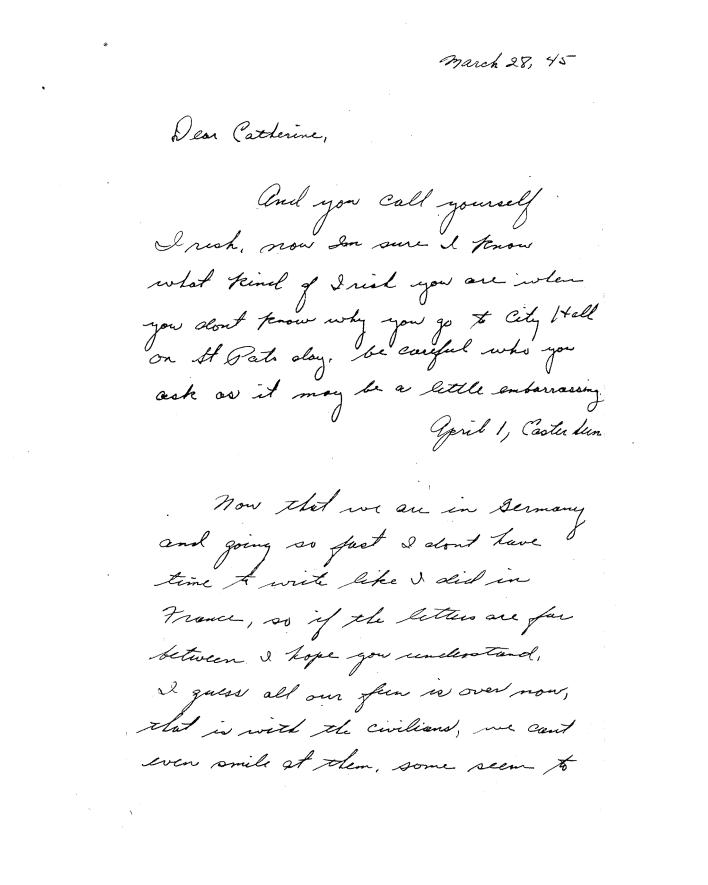 March 28, 45
Dear Catherine,
And you call yourself
Irish, now Im sure I know
what kind of Irish you are when
you dont know why you go to City Hall
on St Pats day. be careful who you
ask as it may be a little embarrassing.
April 1, Easter Sun
Now that we are in Germany
and going so fast I dont have
time to write like I did in
France, so if the letters are far
between I hope you understand.
I guess all our fun is over now,
that is with the civilians, we cant
even smile at them. some seem to